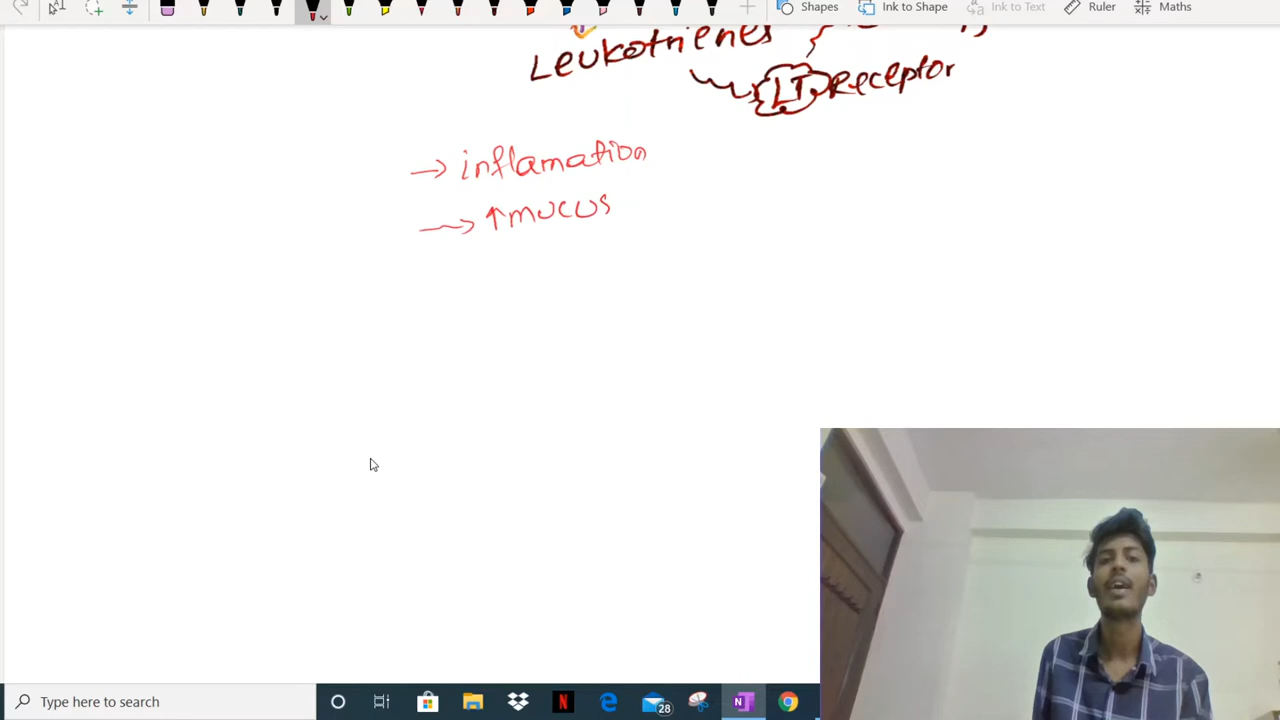 Shapes Ink to Shape Ink to Text Ruler Maths
Leukotrienes
LT Receptor
→ inflamation
→ ↑mucus
Type here to search
28